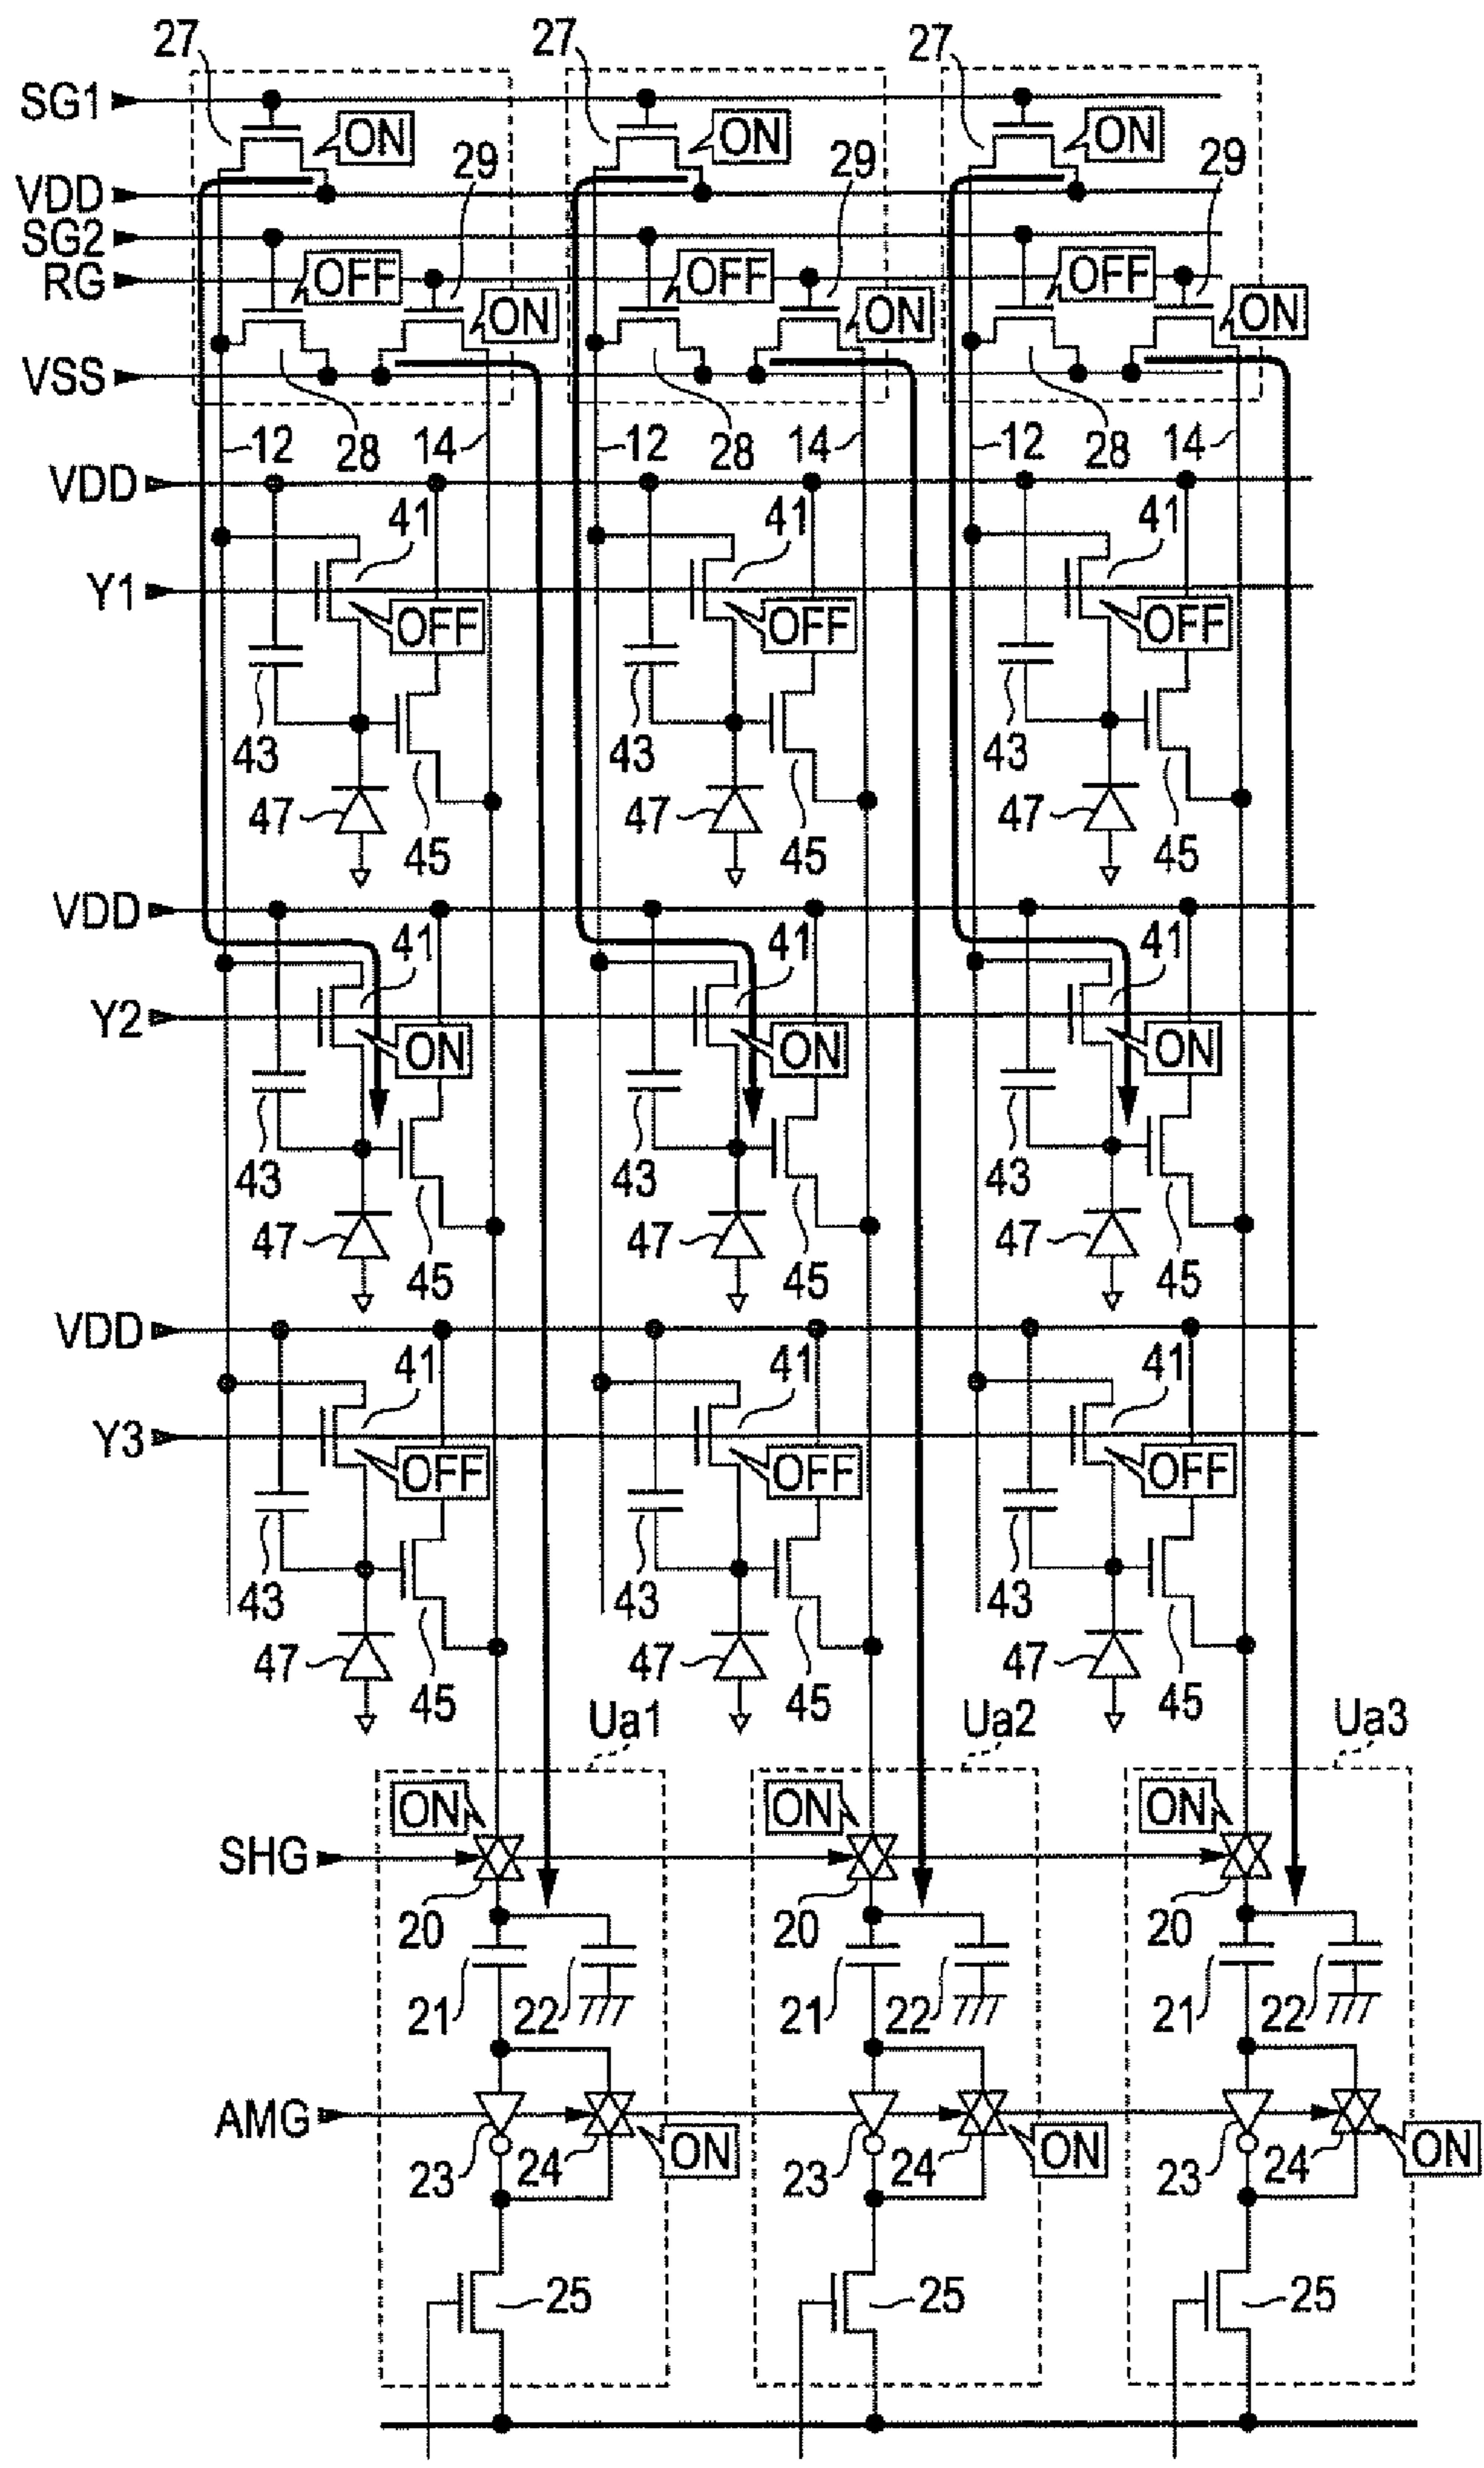 27 27 27
SG1 ON ON ON
29 29 29
VDD
SG2
RG OFF OFF OFF
ON ON ON
VSS
12 28 14 12 28 14 12 28 14
VDD
41 41 41
Y1
OFF OFF OFF
43 43 43
47 45 47 45 47 45
VDD
41 41 41
Y2
ON ON ON
43 43 43
47 45 47 45 47 45
VDD
41 41 41
Y3
OFF OFF OFF
43 43 43
47 45 47 45 47 45
Ua1 Ua2 Ua3
ON ON ON
SHG
20 20 20
21 22 21 22 21 22
AMG
23 24 ON 23 24 ON 23 24 ON
25 25 25